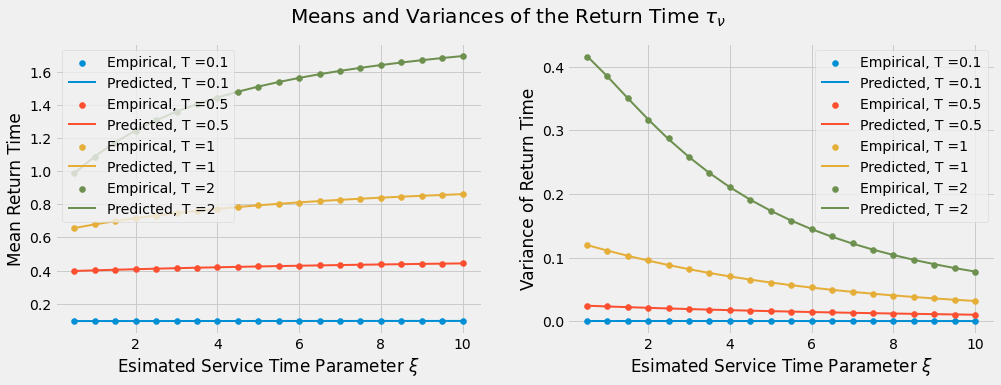 Means and Variances of the Return Time τ_ν
Mean Return Time
1.6
1.4
1.2
1.0
0.8
0.6
0.4
0.2
Empirical, T =0.1
Predicted, T =0.1
Empirical, T =0.5
Predicted, T =0.5
Empirical, T =1
Predicted, T =1
Empirical, T =2
Predicted, T =2
2 4 6 8 10
Esimated Service Time Parameter ξ
Variance of Return Time
0.4
0.3
0.2
0.1
0.0
Empirical, T =0.1
Predicted, T =0.1
Empirical, T =0.5
Predicted, T =0.5
Empirical, T =1
Predicted, T =1
Empirical, T =2
Predicted, T =2
2 4 6 8 10
Esimated Service Time Parameter ξ